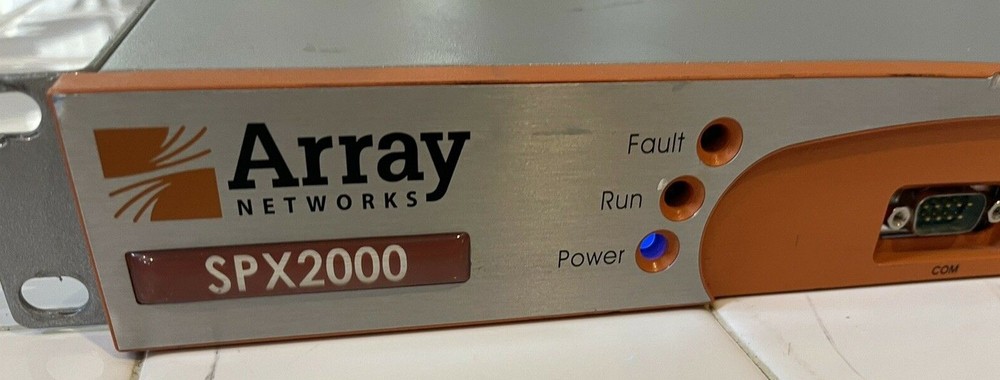 Array
NETWORKS
SPX2000
Fault
Run
Power
COM